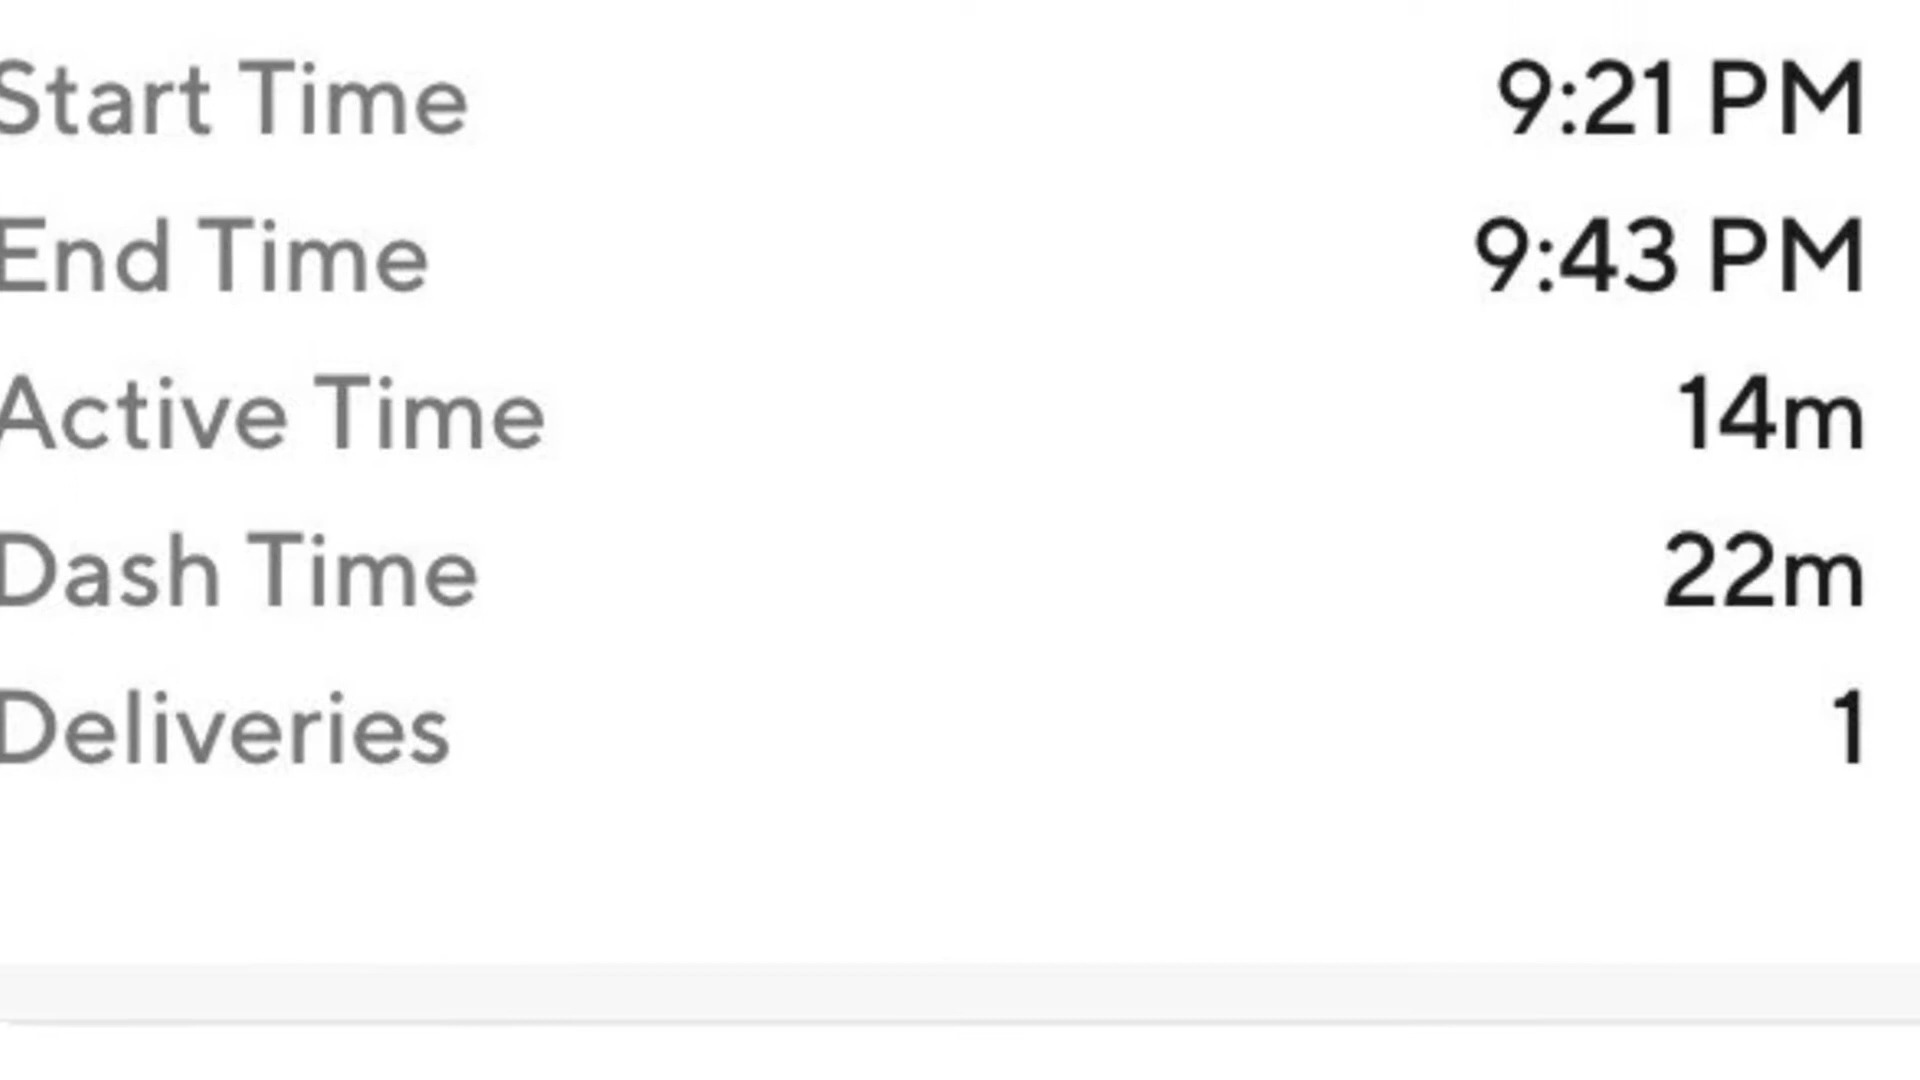 Start Time 9:21 PM
End Time 9:43 PM
Active Time 14m
Dash Time 22m
Deliveries 1